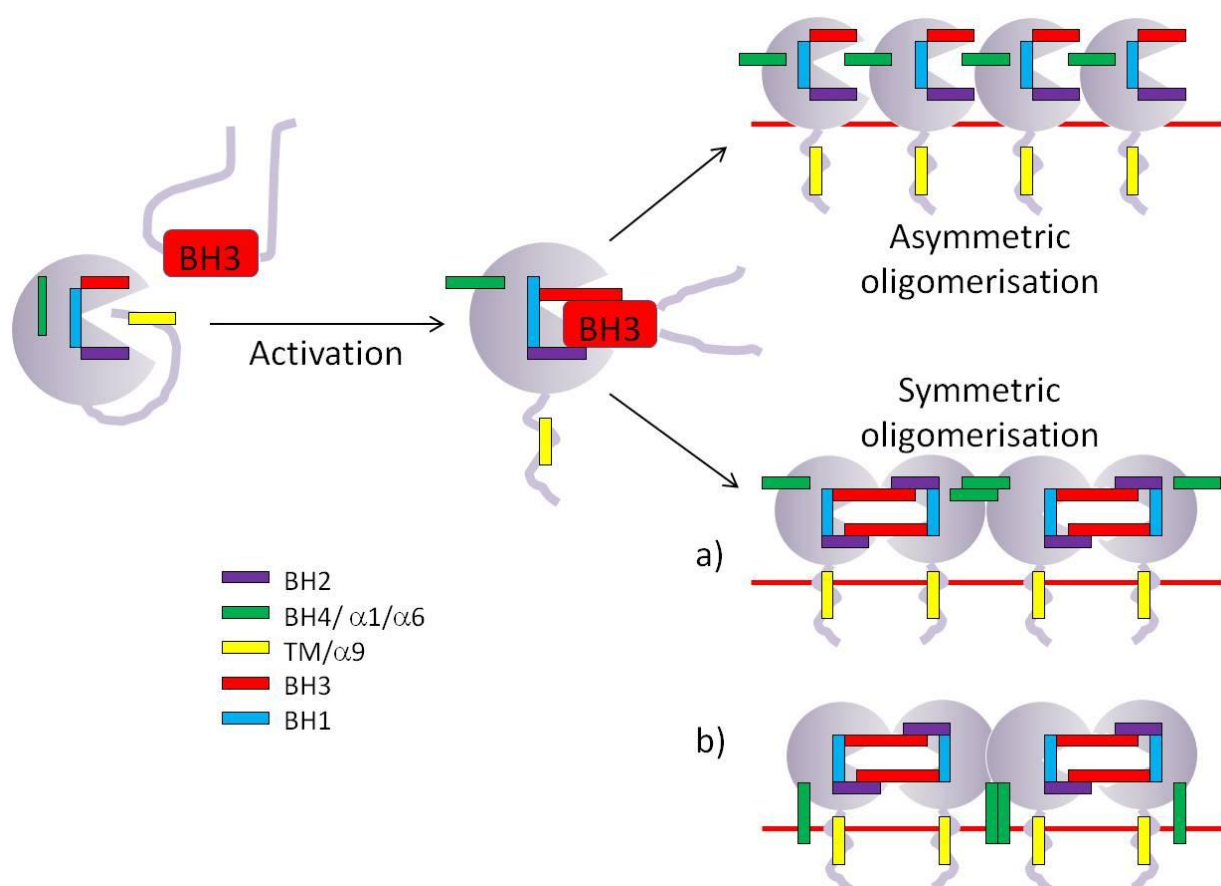 BH3
Activation
BH3
Asymmetric
oligomerisation
Symmetric
oligomerisation
a)
b)
BH2
BH4/ α1/α6
TM/α9
BH3
BH1